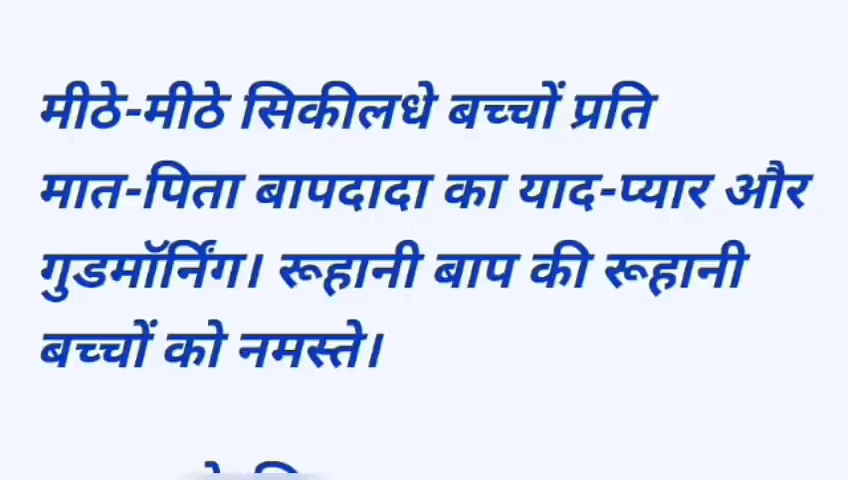 मीठे-मीठे सिकीलधे बच्चों प्रति
मात-पिता बापदादा का याद-प्यार और
गुडमॉर्निंग। रूहानी बाप की रूहानी
बच्चों को नमस्ते।